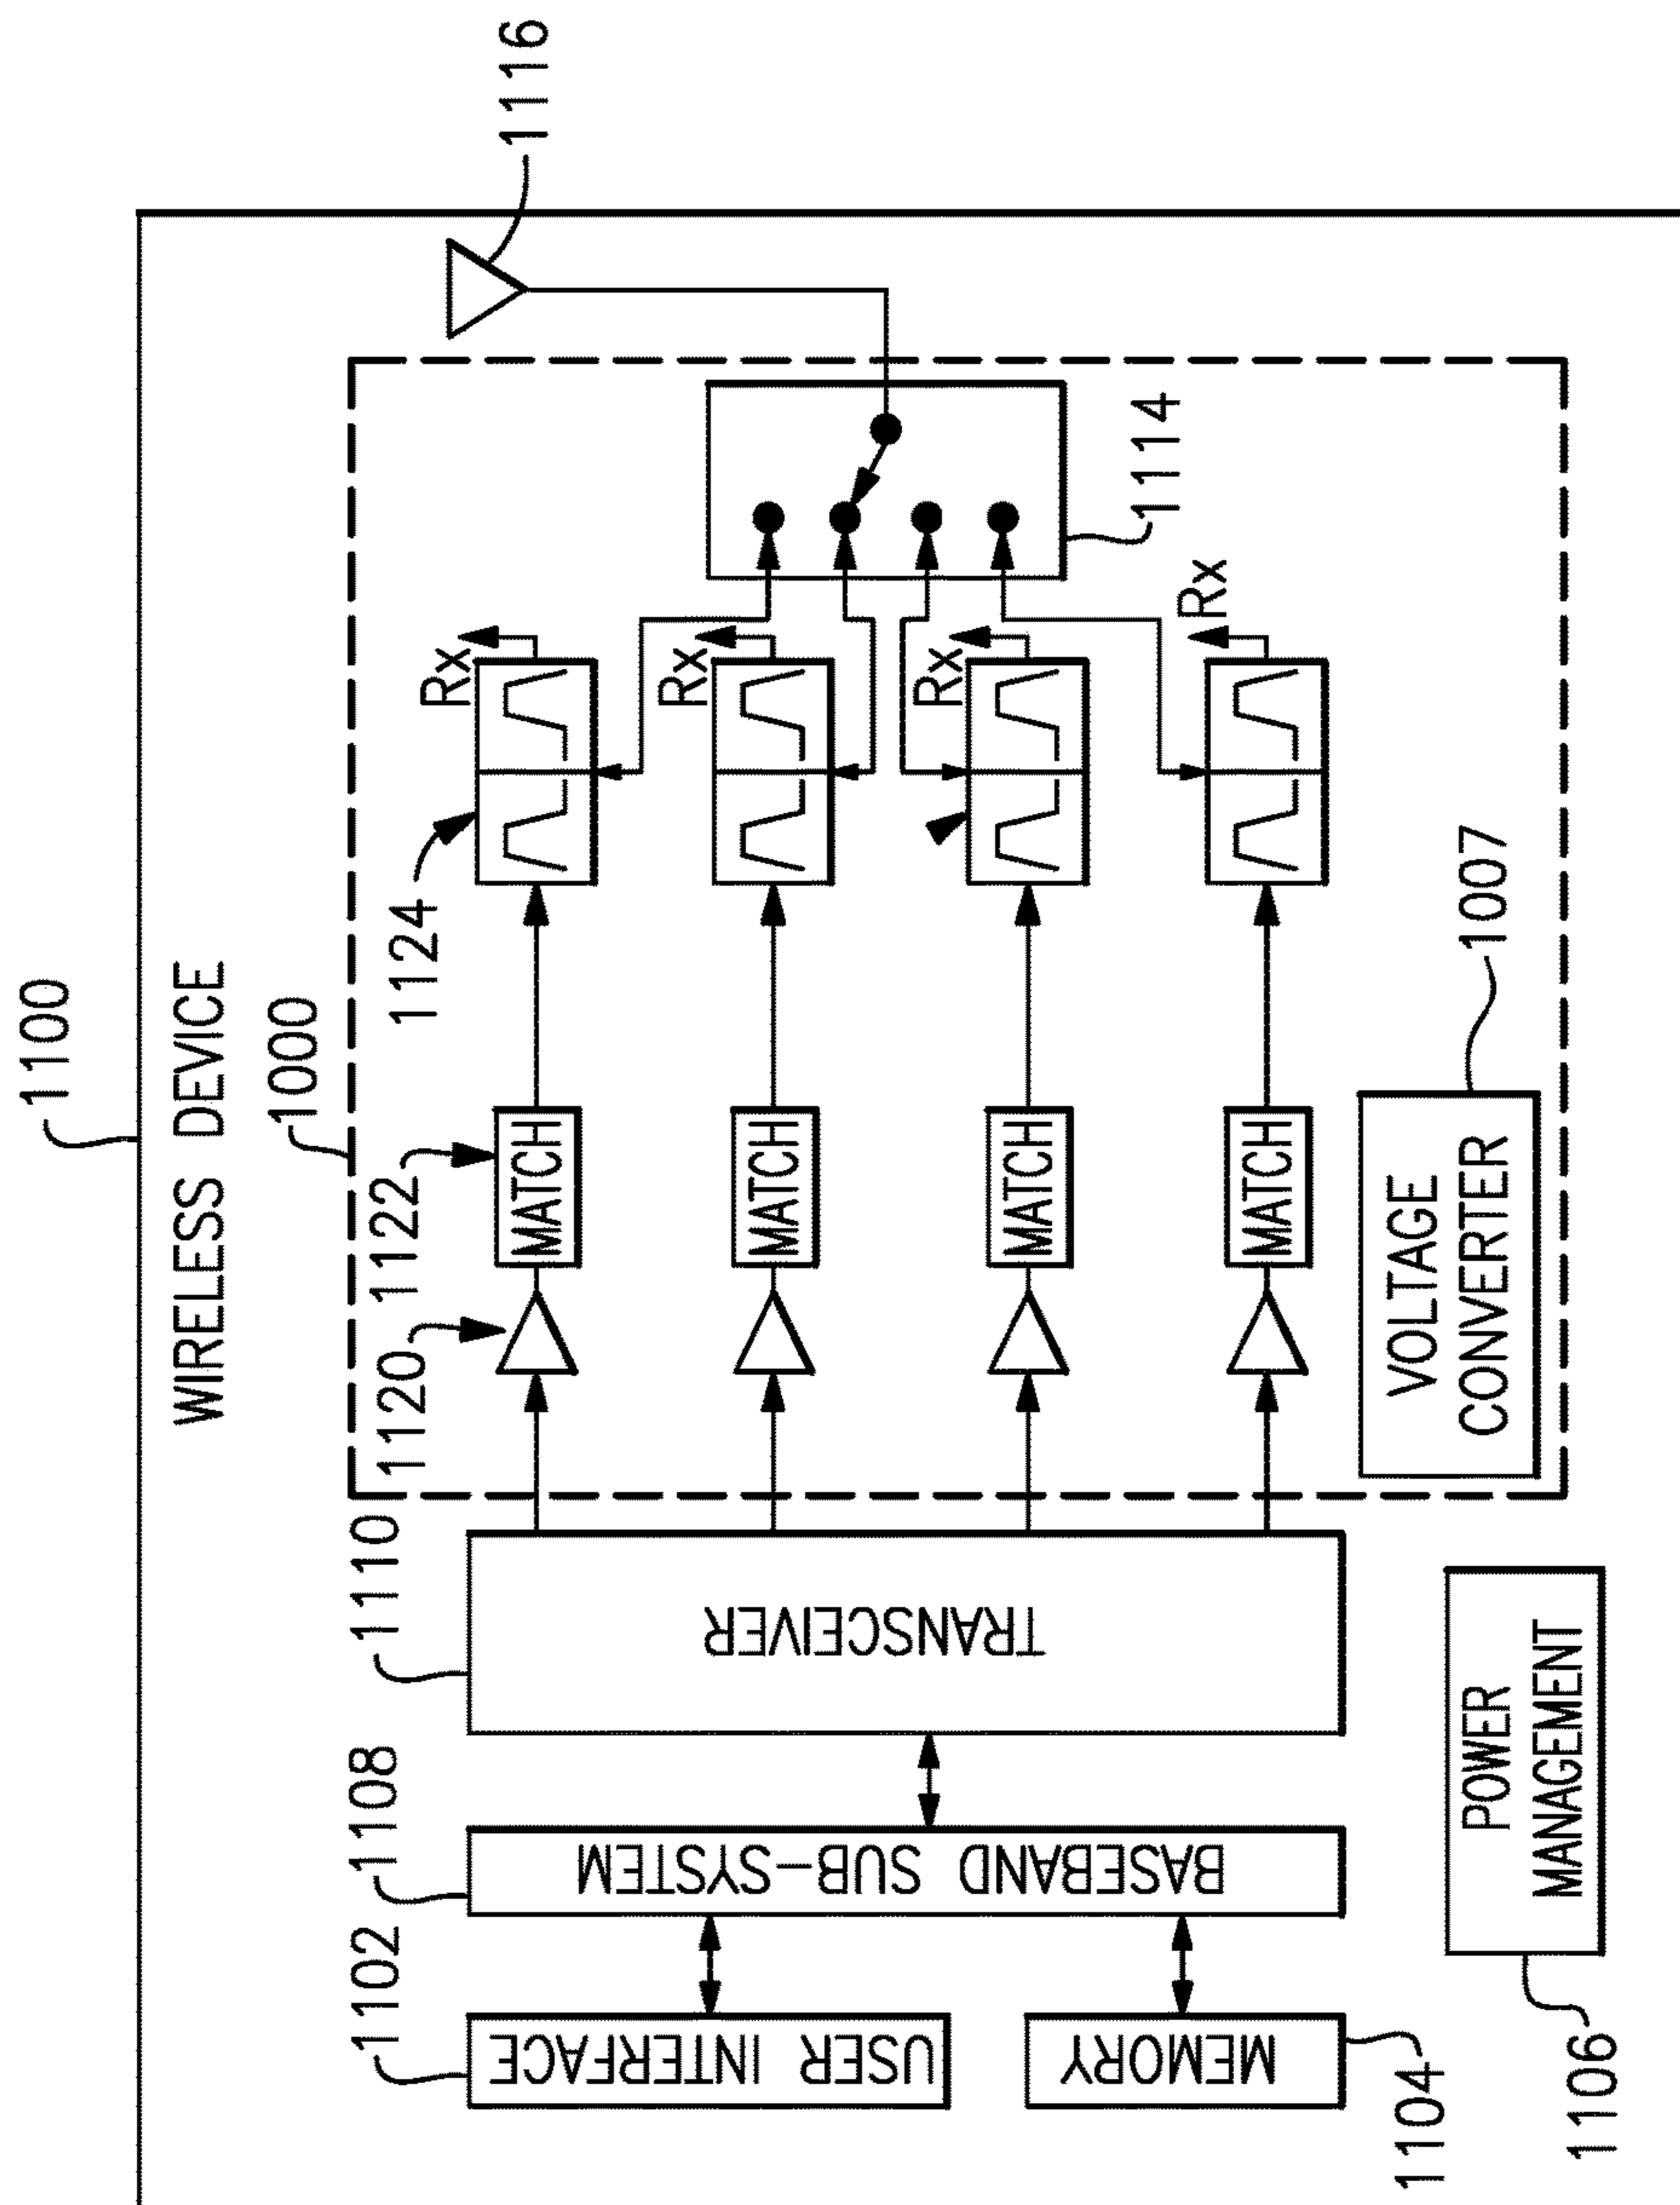 1100
WIRELESS DEVICE
1000
1116
1102
USER INTERFACE
1104
MEMORY
1108
BASEBAND SUB-SYSTEM
1110
TRANSCEIVER
1106
POWER
MANAGEMENT
1120
1122
MATCH
1124
Rx
MATCH
Rx
MATCH
Rx
MATCH
Rx
1114
VOLTAGE
CONVERTER
1007